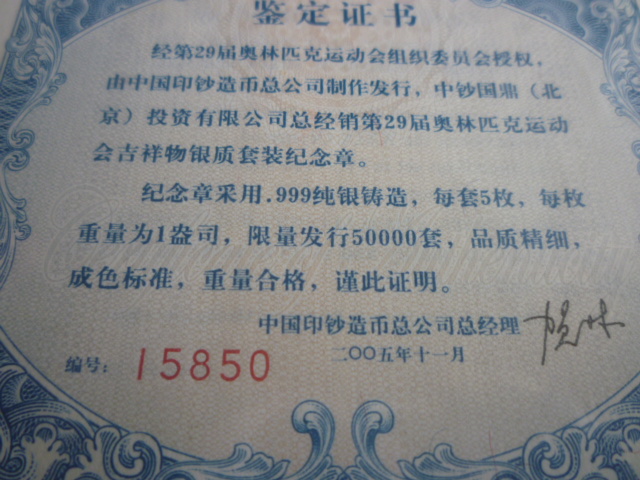 鉴定证书
经第29届奥林匹克运动会组织委员会授权，
由中国印钞造币总公司制作发行，中钞国鼎（北
京）投资有限公司总经销第29届奥林匹克运动
会吉祥物银质套装纪念章。
纪念章采用.999纯银铸造，每套5枚，每枚
重量为1盎司，限量发行50000套，品质精细，
成色标准，重量合格，谨此证明。
中国印钞造币总公司总经理
二〇〇五年十一月
编号：15850